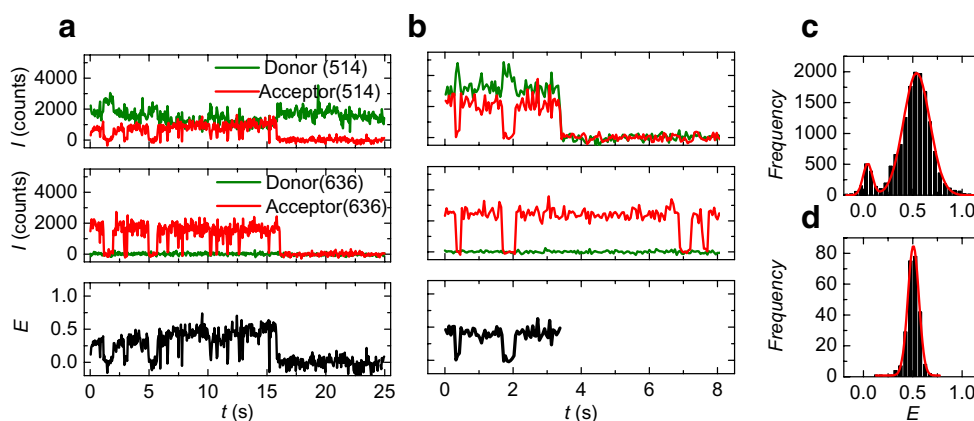 a
I (counts)
4000
2000
0
Donor (514)
Acceptor(514)
I (counts)
4000
2000
0
Donor(636)
Acceptor(636)
E
1.0
0.5
0.0
0 5 10 15 20 25
t (s)
b
0 2 4 6 8
t (s)
c
Frequency
2000
1500
1000
500
0
0.0 0.5 1.0
d
Frequency
80
60
40
20
0
0.0 0.5 1.0
E